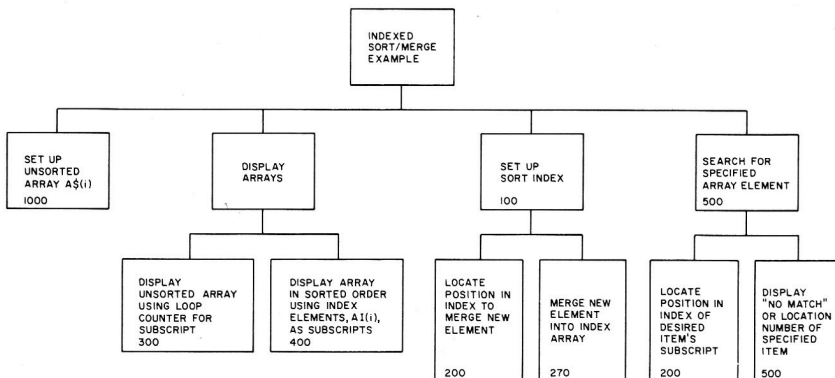 INDEXED
SORT/MERGE
EXAMPLE
SET UP
UNSORTED
ARRAY A$(i)
1000
DISPLAY
ARRAYS
SET UP
SORT INDEX
100
SEARCH FOR
SPECIFIED
ARRAY ELEMENT
500
DISPLAY
UNSORTED ARRAY
USING LOOP
COUNTER FOR
SUBSCRIPT
300
DISPLAY ARRAY
IN SORTED ORDER
USING INDEX
ELEMENTS, AI(i),
AS SUBSCRIPTS
400
LOCATE
POSITION IN
INDEX TO
MERGE NEW
ELEMENT
200
MERGE NEW
ELEMENT
INTO INDEX
ARRAY
270
LOCATE
POSITION IN
INDEX OF
DESIRED
ITEM'S
SUBSCRIPT
200
DISPLAY
"NO MATCH"
OR LOCATION
NUMBER OF
SPECIFIED
ITEM
500